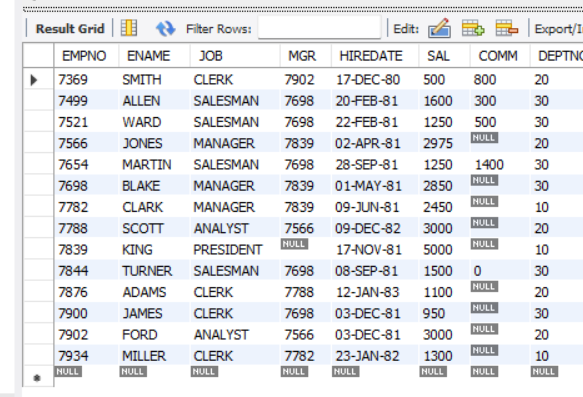 Result Grid Filter Rows: Edit: Export/I
EMPNO ENAME JOB MGR HIREDATE SAL COMM DEPTNO
7369 SMITH CLERK 7902 17-DEC-80 500 800 20
7499 ALLEN SALESMAN 7698 20-FEB-81 1600 300 30
7521 WARD SALESMAN 7698 22-FEB-81 1250 500 30
7566 JONES MANAGER 7839 02-APR-81 2975 NULL 20
7654 MARTIN SALESMAN 7698 28-SEP-81 1250 1400 30
7698 BLAKE MANAGER 7839 01-MAY-81 2850 NULL 30
7782 CLARK MANAGER 7839 09-JUN-81 2450 NULL 10
7788 SCOTT ANALYST 7566 09-DEC-82 3000 NULL 20
7839 KING PRESIDENT NULL 17-NOV-81 5000 NULL 10
7844 TURNER SALESMAN 7698 08-SEP-81 1500 0 30
7876 ADAMS CLERK 7788 12-JAN-83 1100 NULL 20
7900 JAMES CLERK 7698 03-DEC-81 950 NULL 30
7902 FORD ANALYST 7566 03-DEC-81 3000 NULL 20
7934 MILLER CLERK 7782 23-JAN-82 1300 NULL 10
NULL NULL NULL NULL NULL NULL NULL NULL